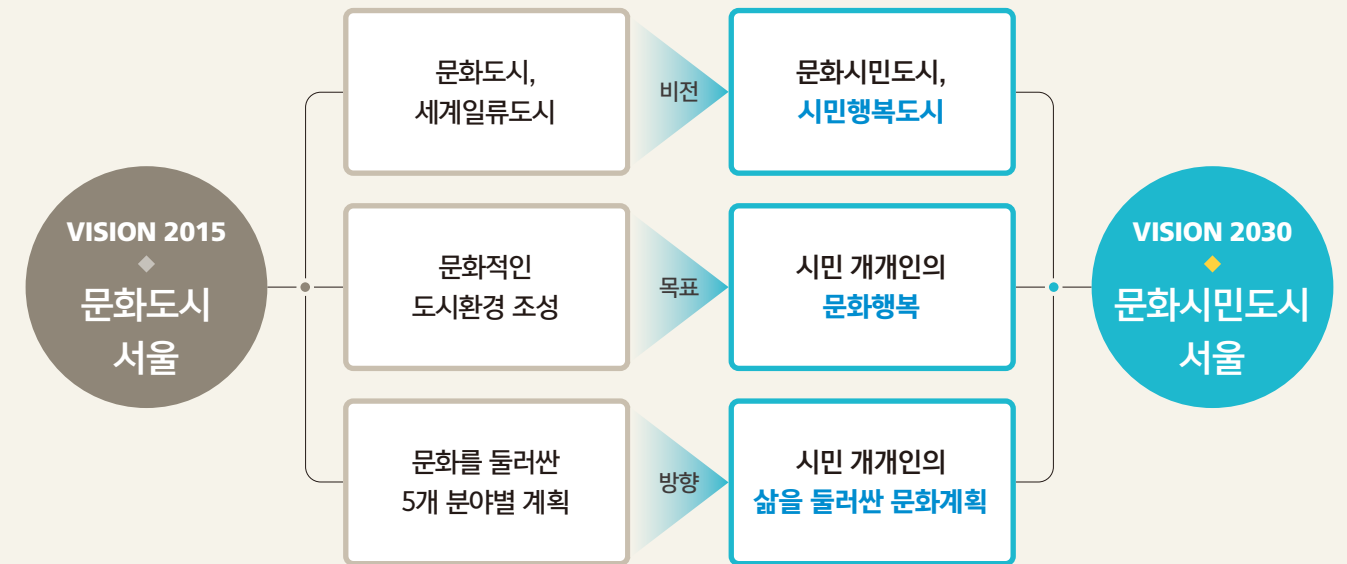 VISION 2015
문화도시
서울
문화도시,
세계일류도시
비전
문화시민도시,
시민행복도시
문화적인
도시환경 조성
목표
시민 개개인의
문화행복
문화를 둘러싼
5개 분야별 계획
방향
시민 개개인의
삶을 둘러싼 문화계획
VISION 2030
문화시민도시
서울